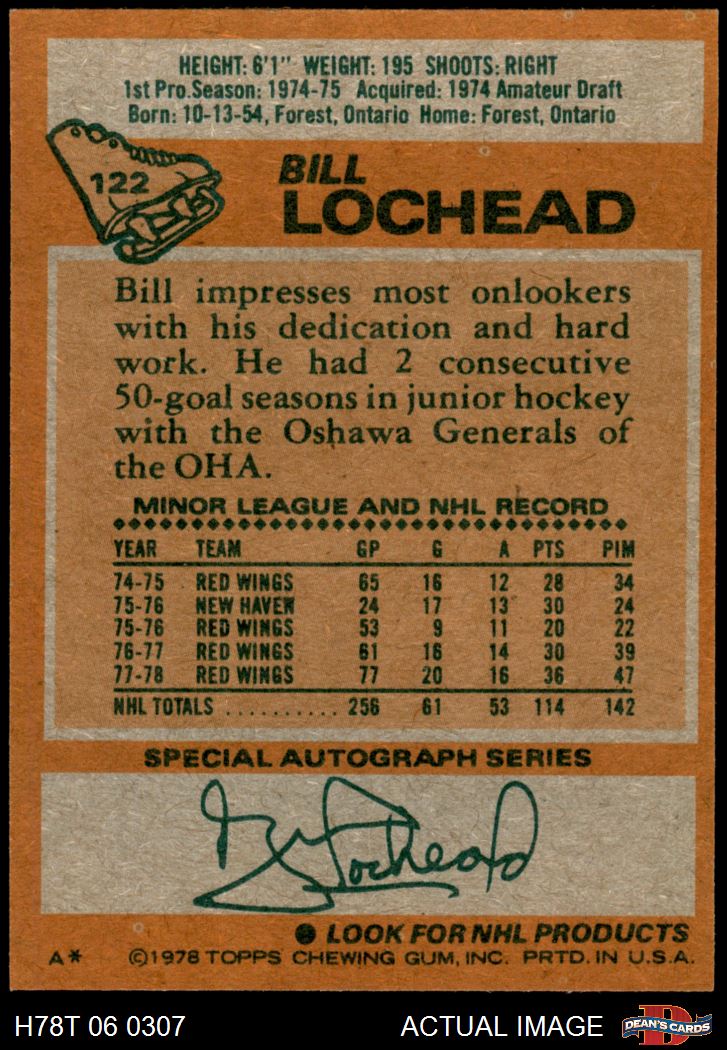 HEIGHT: 6'1" WEIGHT: 195 SHOOTS: RIGHT
1st Pro.Season: 1974-75 Acquired: 1974 Amateur Draft
Born: 10-13-54, Forest, Ontario Home: Forest, Ontario
122
BILL
LOCHEAD
Bill impresses most onlookers
with his dedication and hard
work. He had 2 consecutive
50-goal seasons in junior hockey
with the Oshawa Generals of
the OHA.
MINOR LEAGUE AND NHL RECORD
YEAR TEAM GP G A PTS PIM
74-75 RED WINGS 65 16 12 28 34
75-76 NEW HAVEN 24 17 13 30 24
75-76 RED WINGS 53 9 11 20 22
76-77 RED WINGS 61 16 14 30 39
77-78 RED WINGS 77 20 16 36 47
NHL TOTALS .......... 256 61 53 114 142
SPECIAL AUTOGRAPH SERIES
Bill Lochead
● LOOK FOR NHL PRODUCTS
A* ©1978 TOPPS CHEWING GUM, INC. PRTD. IN U.S.A.
H78T 06 0307 ACTUAL IMAGE DEAN'S CARDS